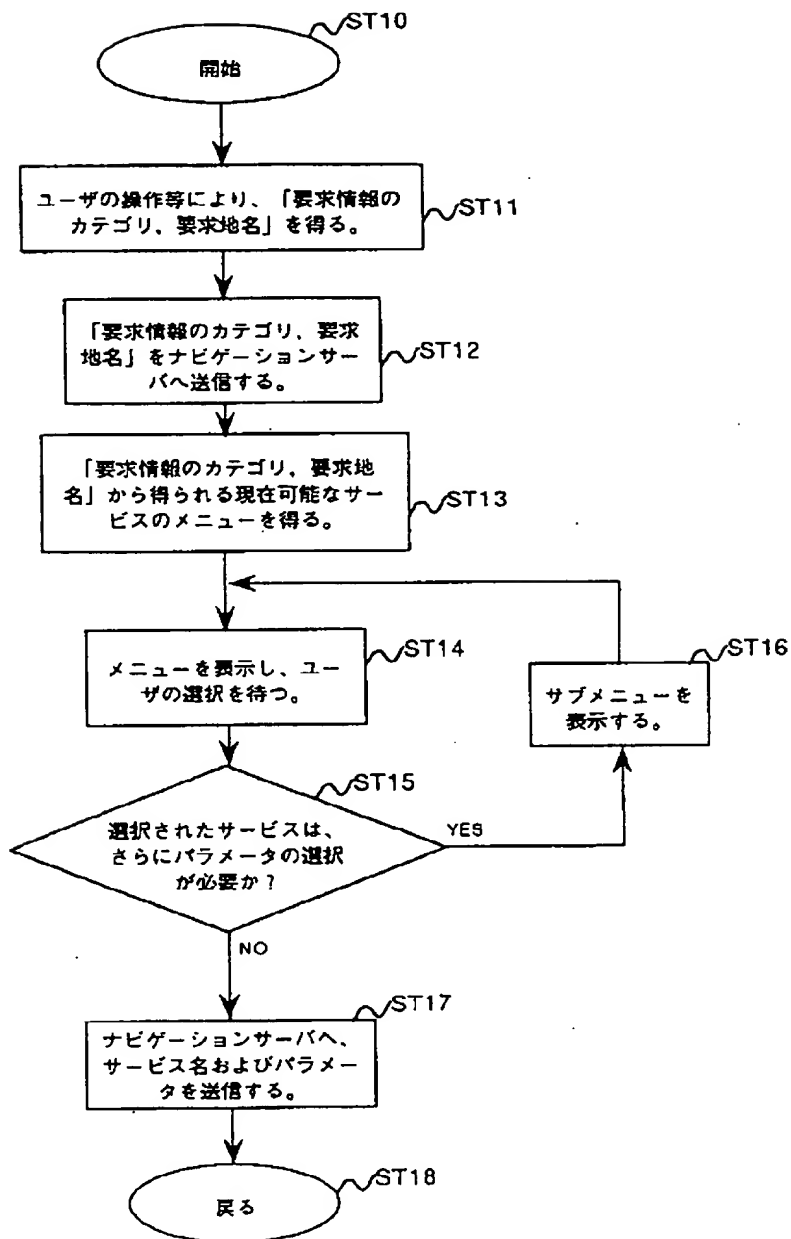 ST10
開始
ユーザの操作等により、「要求情報の
カテゴリ、要求地名」を得る。
ST11
「要求情報のカテゴリ、要求
地名」をナビゲーションサー
バへ送信する。
ST12
「要求情報のカテゴリ、要求地
名」から得られる現在可能なサー
ビスのメニューを得る。
ST13
メニューを表示し、ユー
ザの選択を待つ。
ST14
サブメニューを
表示する。
ST16
選択されたサービスは、
さらにパラメータの選択
が必要か?
ST15
YES
NO
ナビゲーションサーバへ、
サービス名およびパラメー
タを送信する。
ST17
戻る
ST18